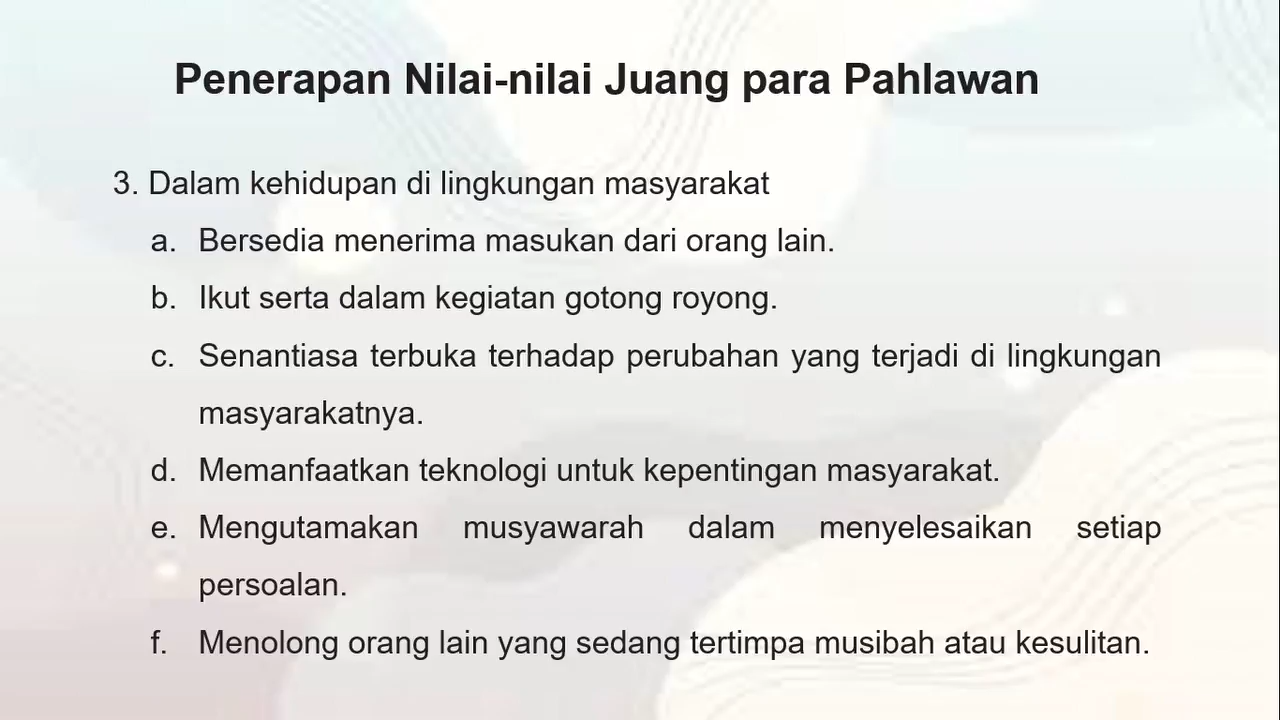 Penerapan Nilai-nilai Juang para Pahlawan
3. Dalam kehidupan di lingkungan masyarakat
a. Bersedia menerima masukan dari orang lain.
b. Ikut serta dalam kegiatan gotong royong.
c. Senantiasa terbuka terhadap perubahan yang terjadi di lingkungan
masyarakatnya.
d. Memanfaatkan teknologi untuk kepentingan masyarakat.
e. Mengutamakan musyawarah dalam menyelesaikan setiap
persoalan.
f. Menolong orang lain yang sedang tertimpa musibah atau kesulitan.